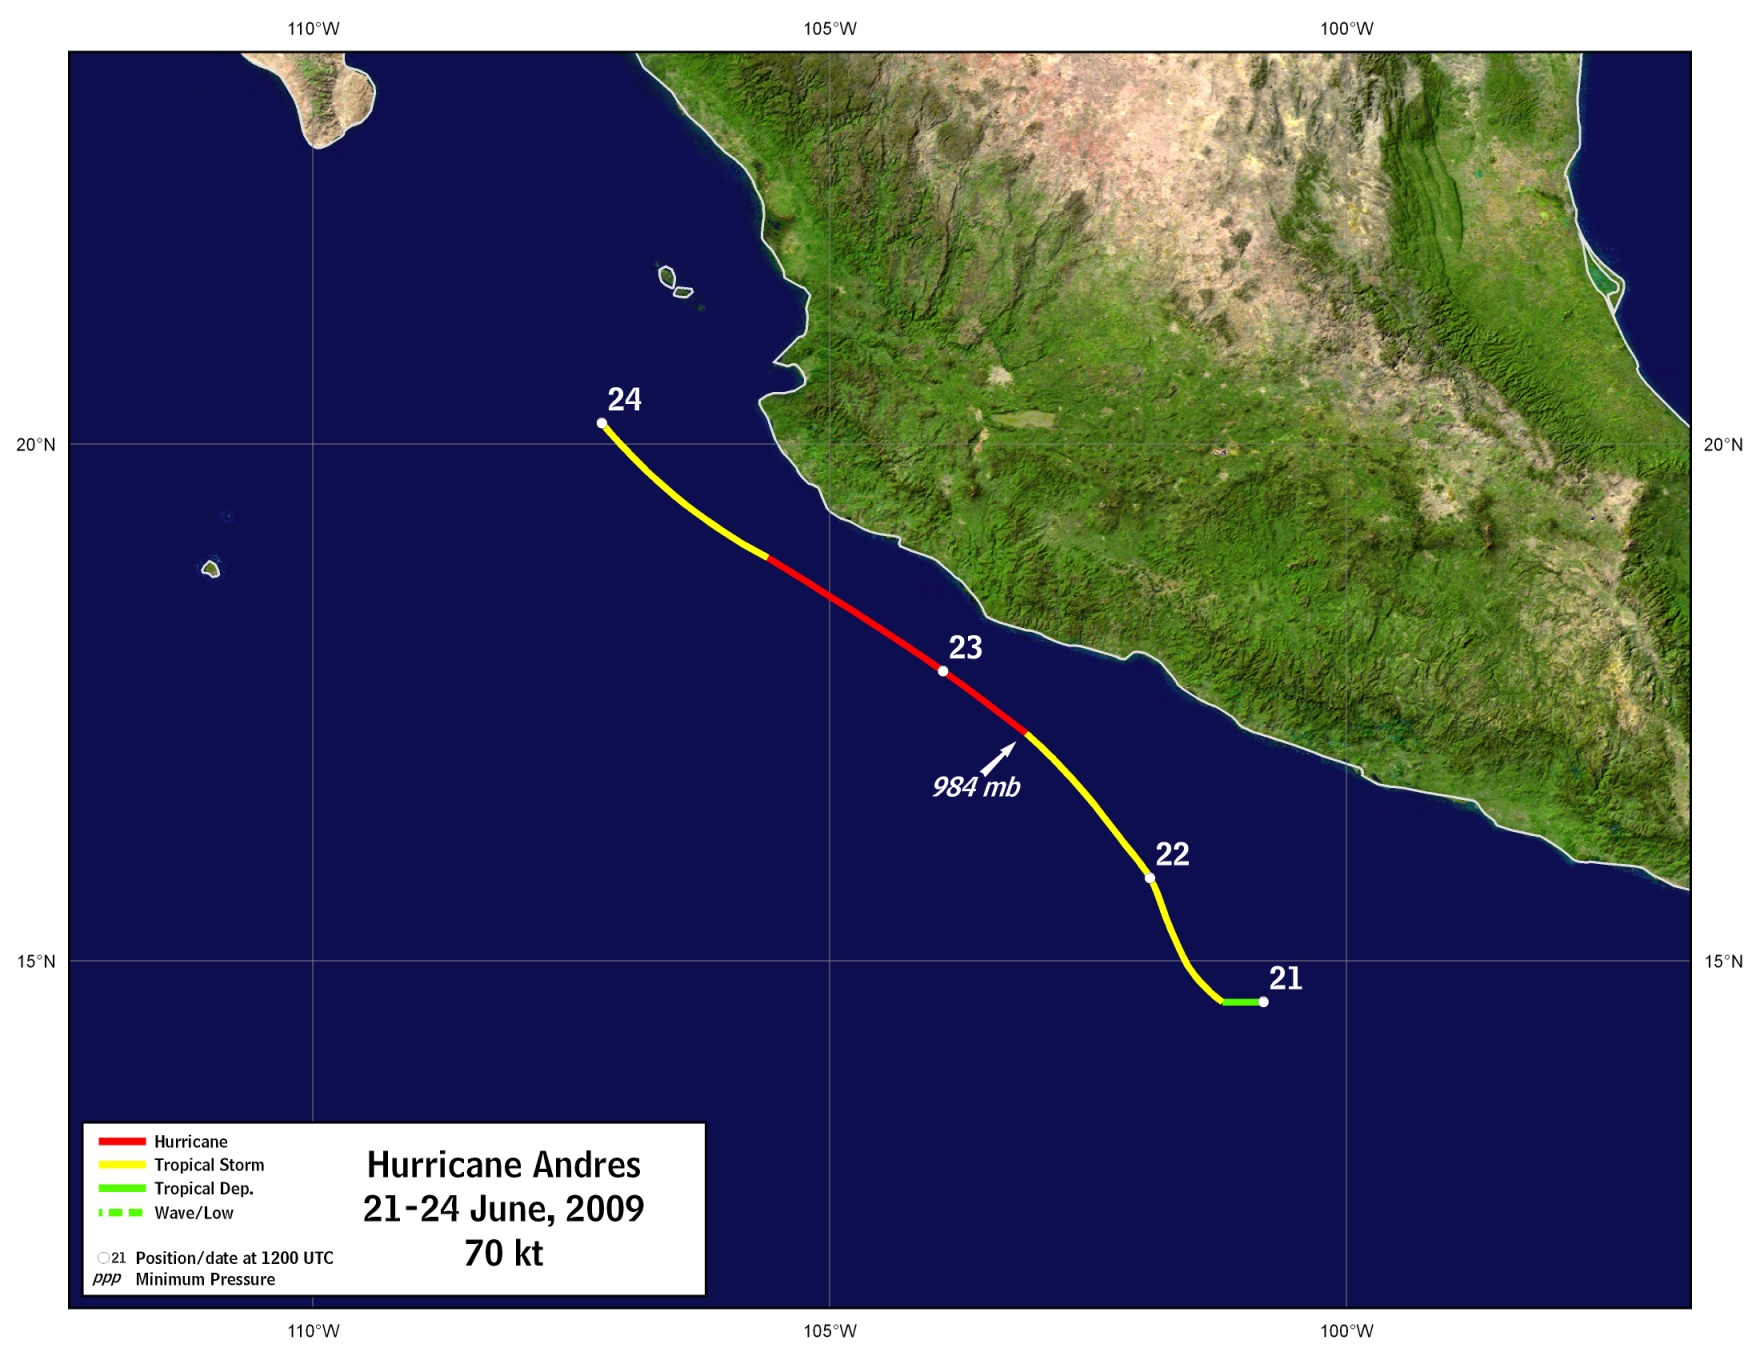 110°W 105°W 100°W
24
20°N 20°N
23
984 mb
22
15°N 15°N
21
Hurricane
Tropical Storm
Tropical Dep.
Wave/Low
21 Position/date at 1200 UTC
ppp Minimum Pressure
Hurricane Andres
21-24 June, 2009
70 kt
110°W 105°W 100°W